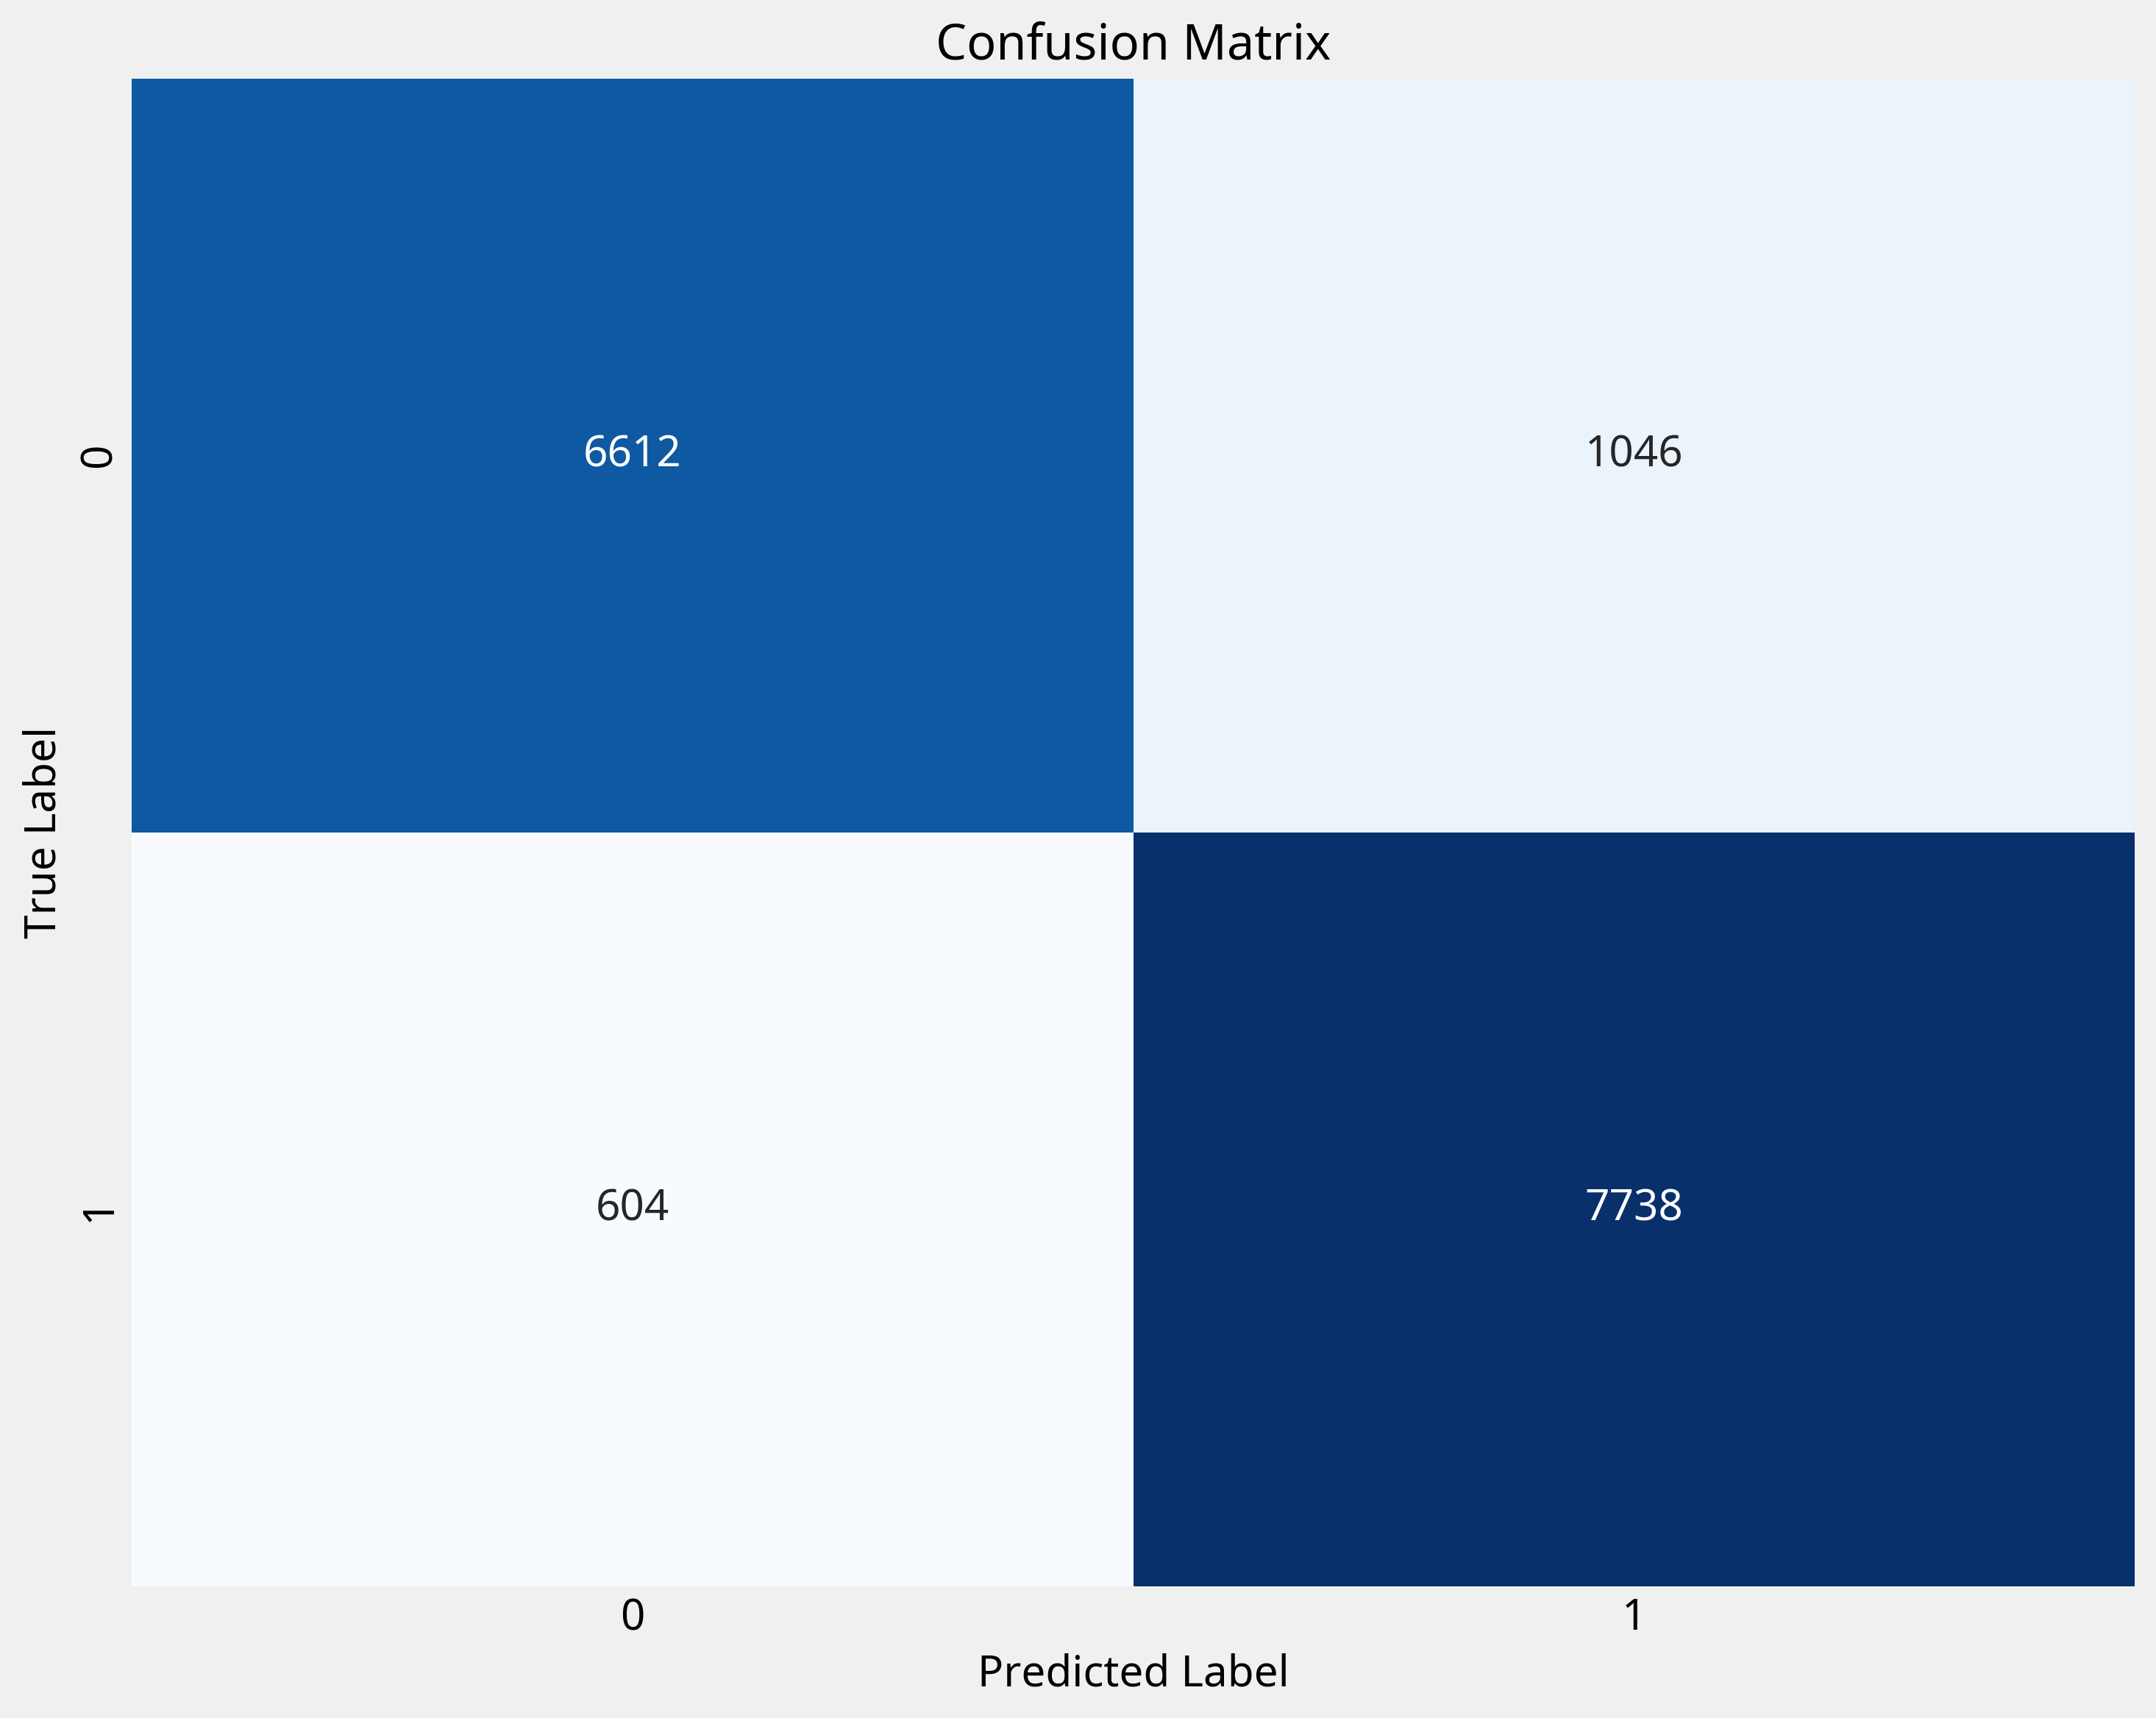 Confusion Matrix
True Label
0
6612
1046
1
604
7738
0
1
Predicted Label